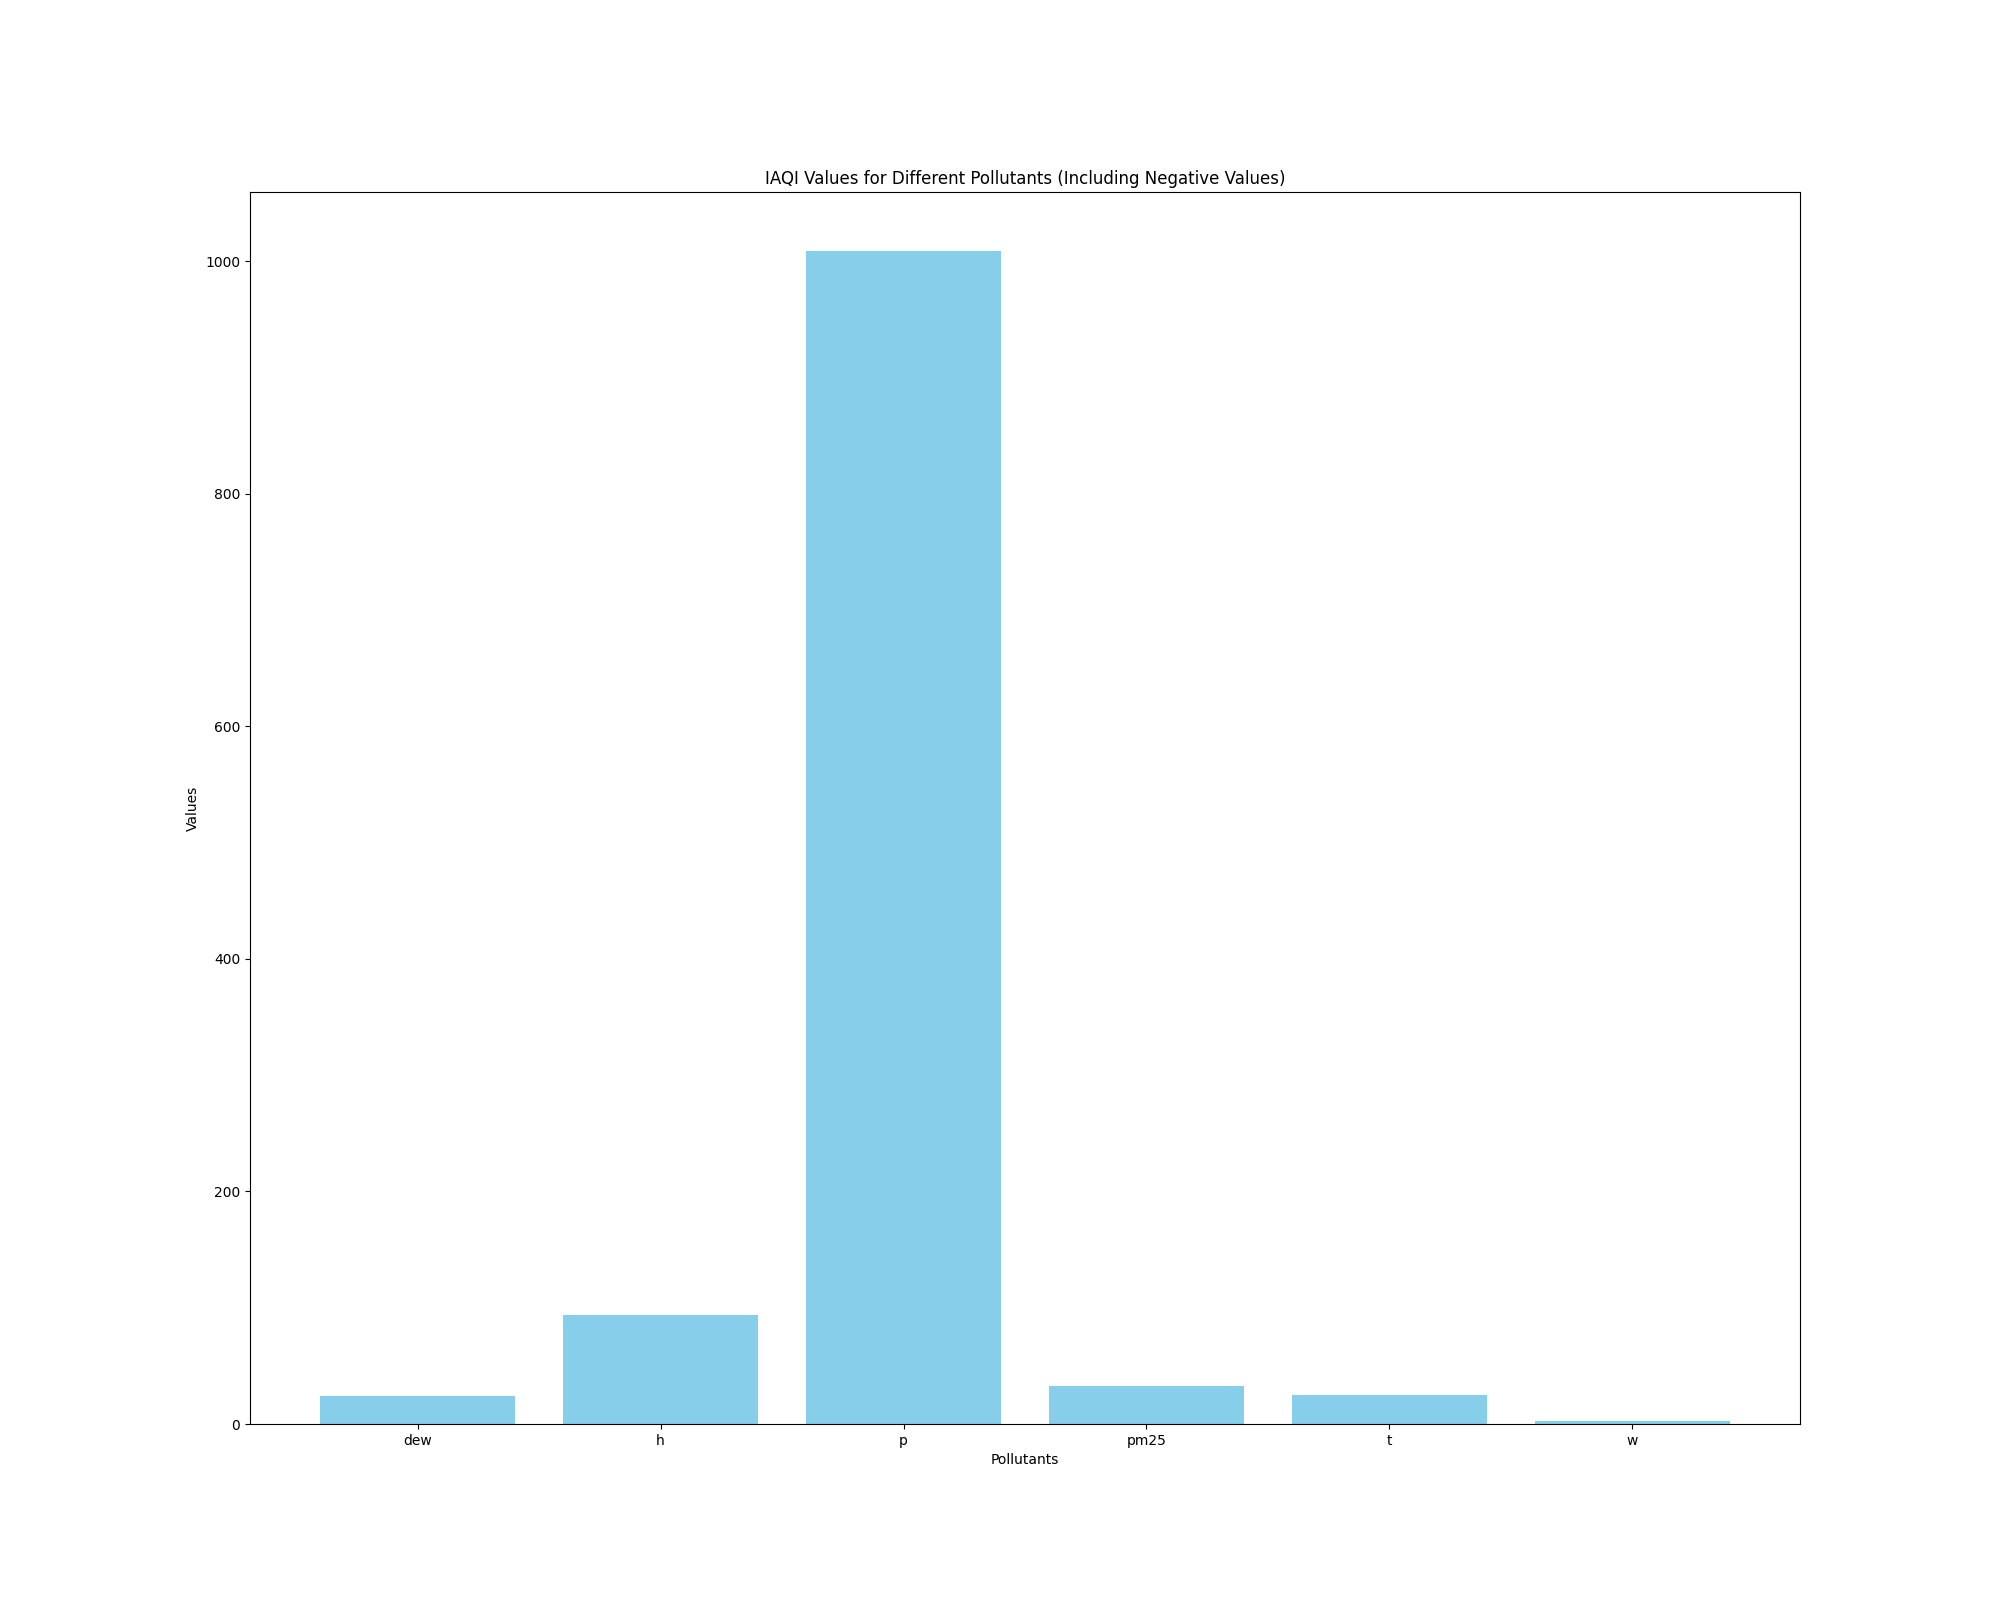 IAQI Values for Different Pollutants (Including Negative Values)
1000
800
600
400
200
0
Values
dew h p pm25 t w
Pollutants